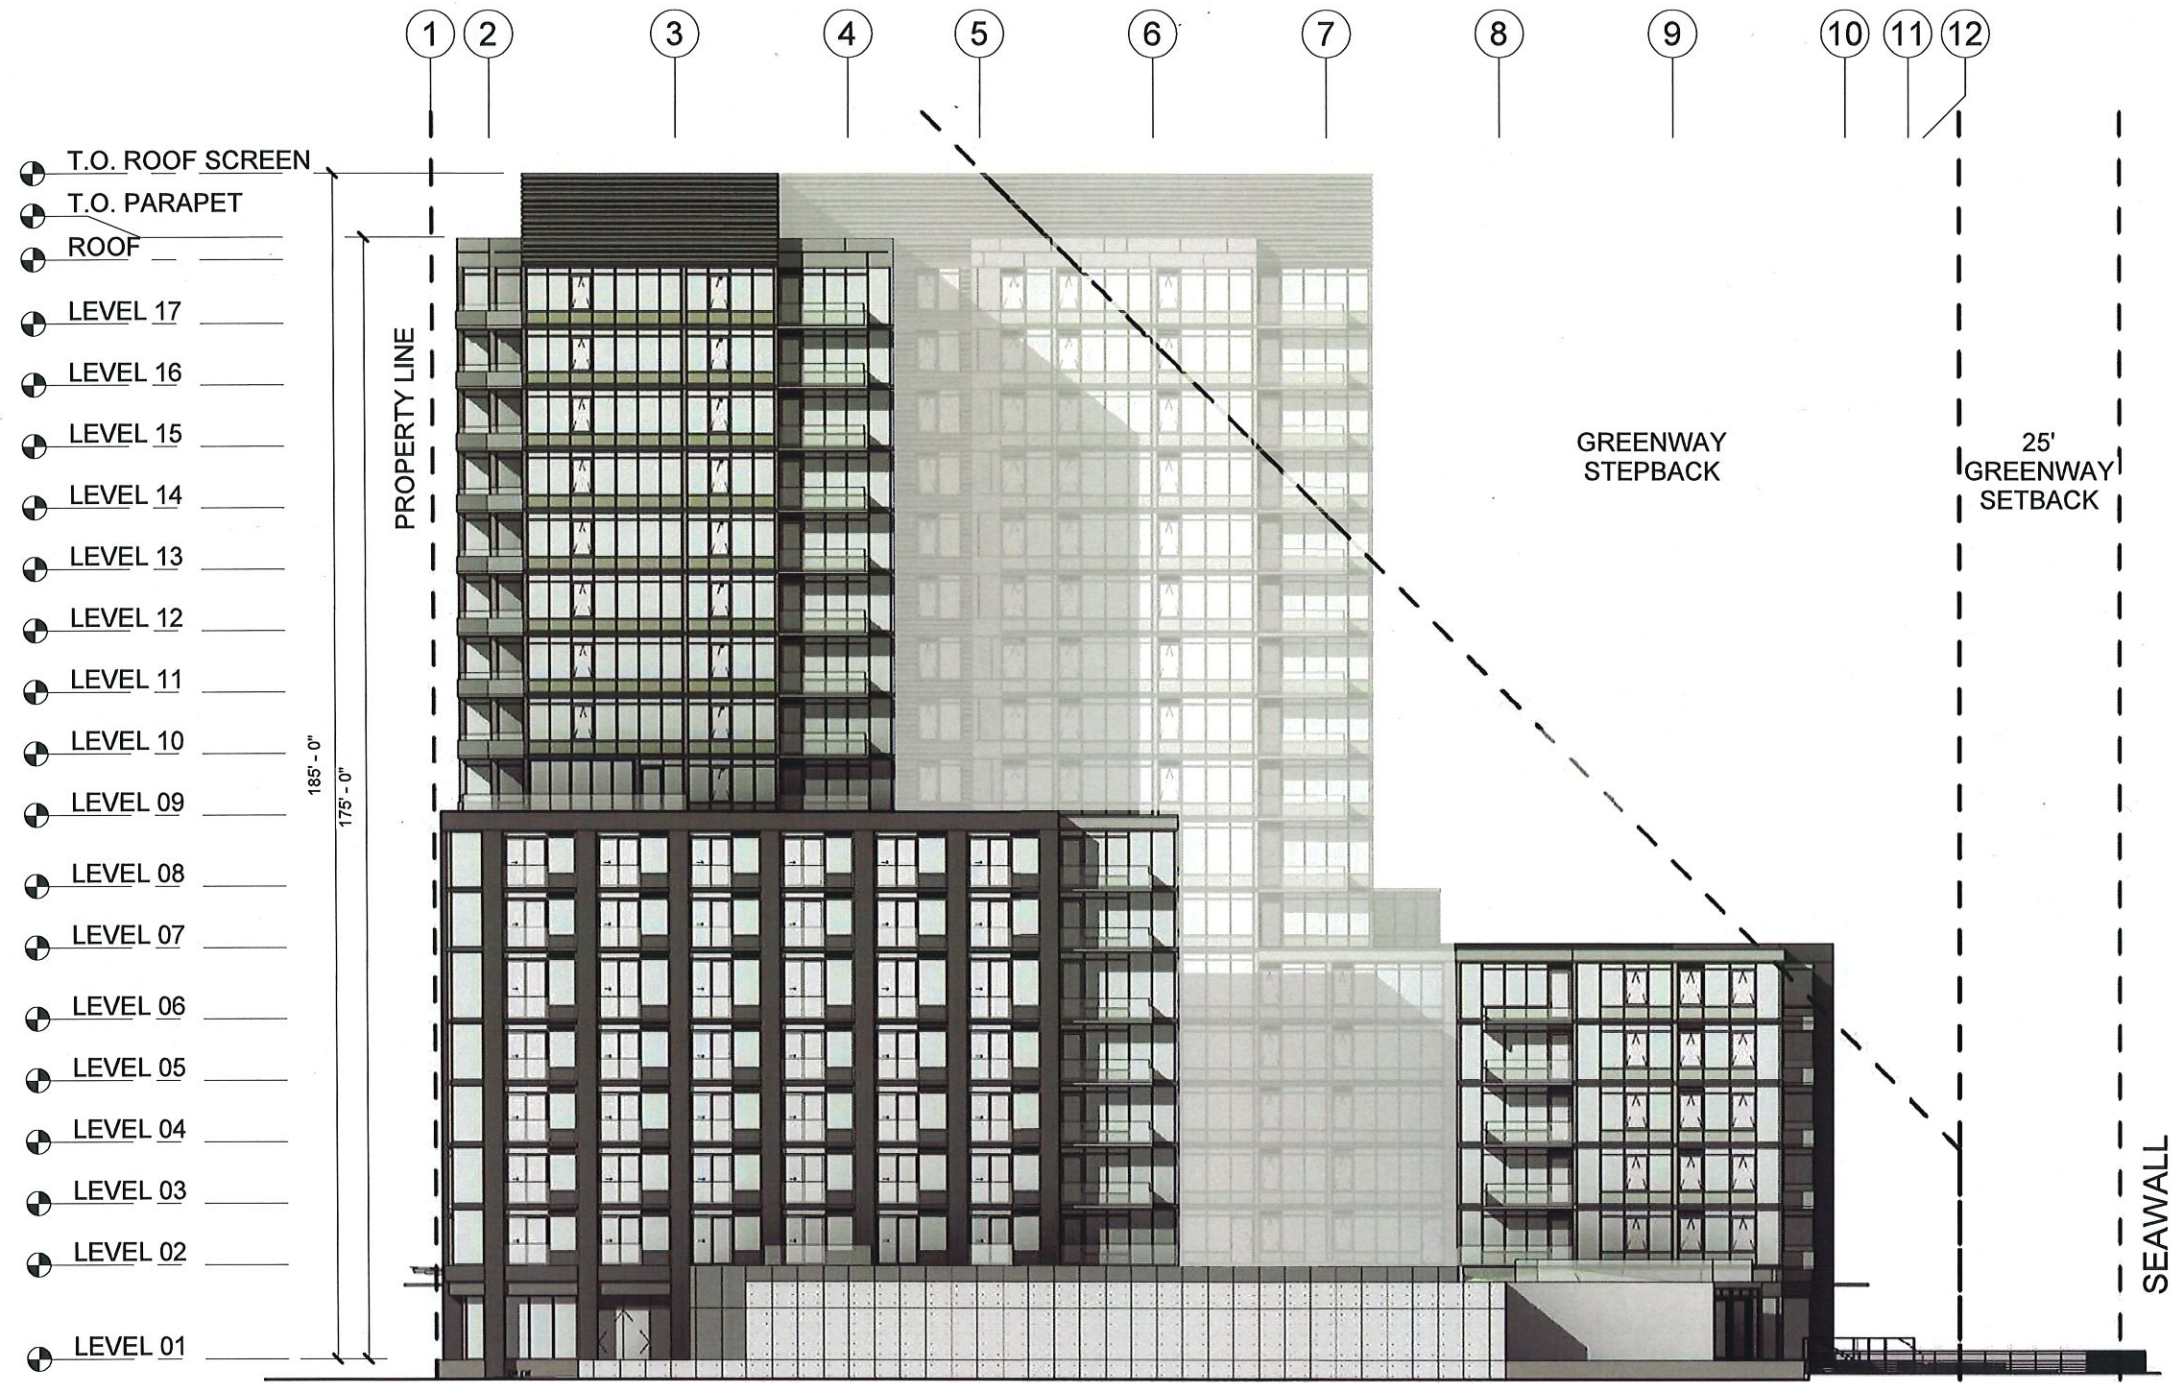 1 2 3 4 5 6 7 8 9 10 11 12
T.O. ROOF SCREEN
T.O. PARAPET
ROOF
LEVEL 17
LEVEL 16
LEVEL 15
LEVEL 14
LEVEL 13
LEVEL 12
LEVEL 11
LEVEL 10
LEVEL 09
LEVEL 08
LEVEL 07
LEVEL 06
LEVEL 05
LEVEL 04
LEVEL 03
LEVEL 02
LEVEL 01
185' - 0"
175' - 0"
PROPERTY LINE
GREENWAY
STEPBACK
25'
GREENWAY
SETBACK
SEAWALL